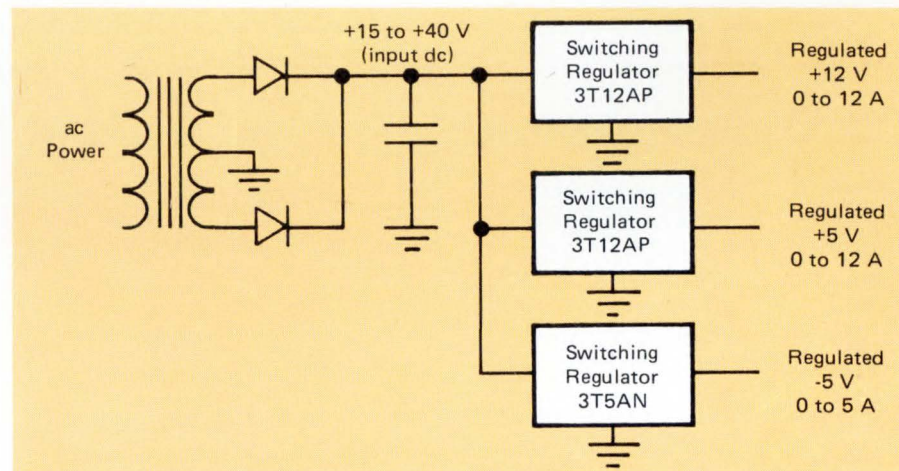 +15 to +40 V
(input dc)
ac
Power
Switching
Regulator
3T12AP
Regulated
+12 V
0 to 12 A
Switching
Regulator
3T12AP
Regulated
+5 V
0 to 12 A
Switching
Regulator
3T5AN
Regulated
-5 V
0 to 5 A